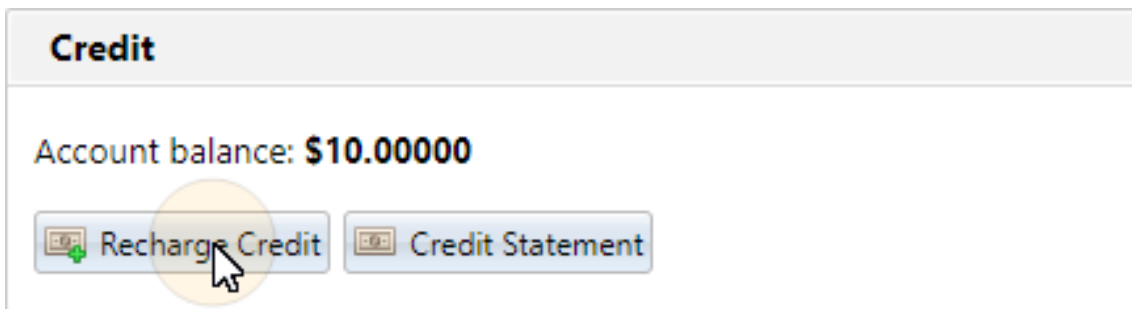 Credit
Account balance: $10.00000
Recharge Credit Credit Statement